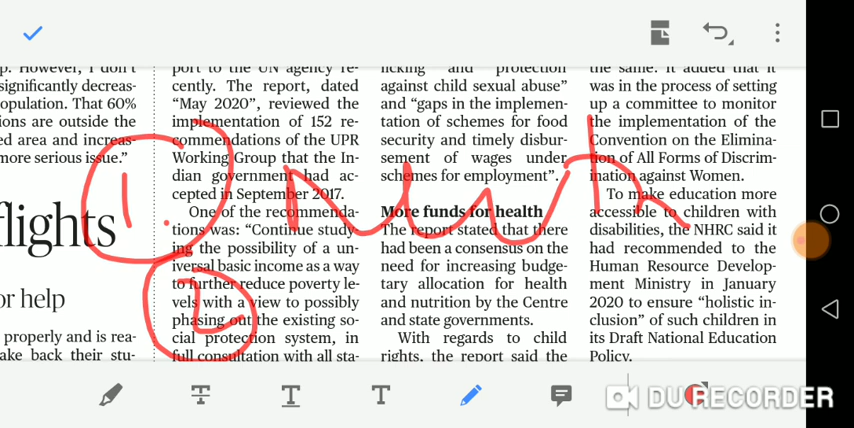 p. However, I don't
significantly decreas-
opulation. That 60%
ions are outside the
ed area and increas-
more serious issue."
flights
or help
properly and is rea-
ake back their stu-
port to the UN agency re-
cently. The report, dated
“May 2020”, reviewed the
implementation of 152 re-
commendations of the UPR
Working Group that the In-
dian government had ac-
cepted in September 2017.
One of the recommenda-
tions was: “Continue study-
ing the possibility of a un-
iversal basic income as a way
to further reduce poverty le-
vels with a view to possibly
phasing out the existing so-
cial protection system, in
full consultation with all sta-
ficking and protection
against child sexual abuse”
and “gaps in the implemen-
tation of schemes for food
security and timely disbur-
sement of wages under
schemes for employment”.
More funds for health
The report stated that there
had been a consensus on the
need for increasing budge-
tary allocation for health
and nutrition by the Centre
and state governments.
With regards to child
rights, the report said the
the same. It added that it
was in the process of setting
up a committee to monitor
the implementation of the
Convention on the Elimina-
tion of All Forms of Discrim-
ination against Women.
To make education more
accessible to children with
disabilities, the NHRC said it
had recommended to the
Human Resource Develop-
ment Ministry in January
2020 to ensure “holistic in-
clusion” of such children in
its Draft National Education
Policy.
1.
2
DU RECORDER